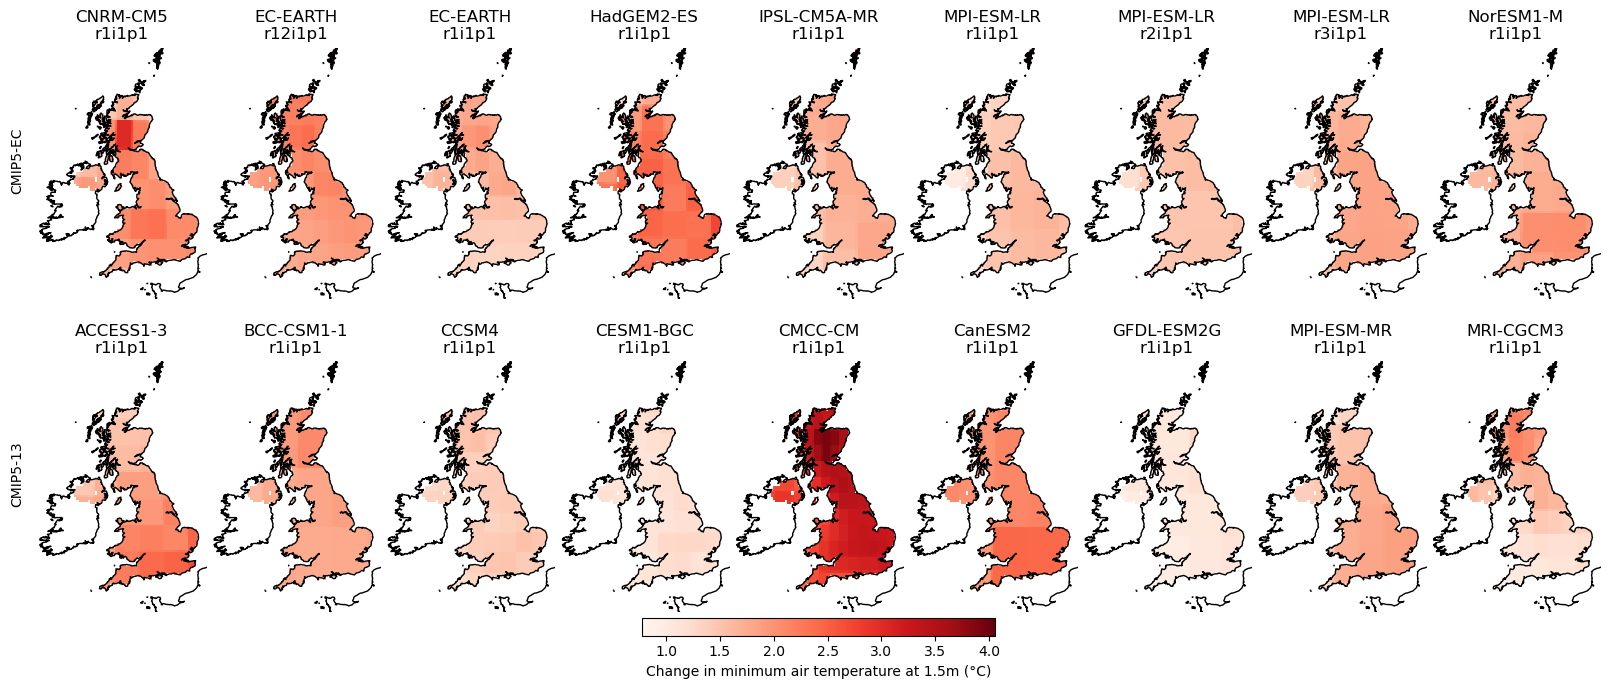 CNRM-CM5 EC-EARTH EC-EARTH HadGEM2-ES IPSL-CM5A-MR MPI-ESM-LR MPI-ESM-LR MPI-ESM-LR NorESM1-M
r1i1p1 r12i1p1 r1i1p1 r1i1p1 r1i1p1 r1i1p1 r2i1p1 r3i1p1 r1i1p1
CMIP5-EC
ACCESS1-3 BCC-CSM1-1 CCSM4 CESM1-BGC CMCC-CM CanESM2 GFDL-ESM2G MPI-ESM-MR MRI-CGCM3
r1i1p1 r1i1p1 r1i1p1 r1i1p1 r1i1p1 r1i1p1 r1i1p1 r1i1p1 r1i1p1
CMIP5-13
1.0 1.5 2.0 2.5 3.0 3.5 4.0
Change in minimum air temperature at 1.5m (°C)